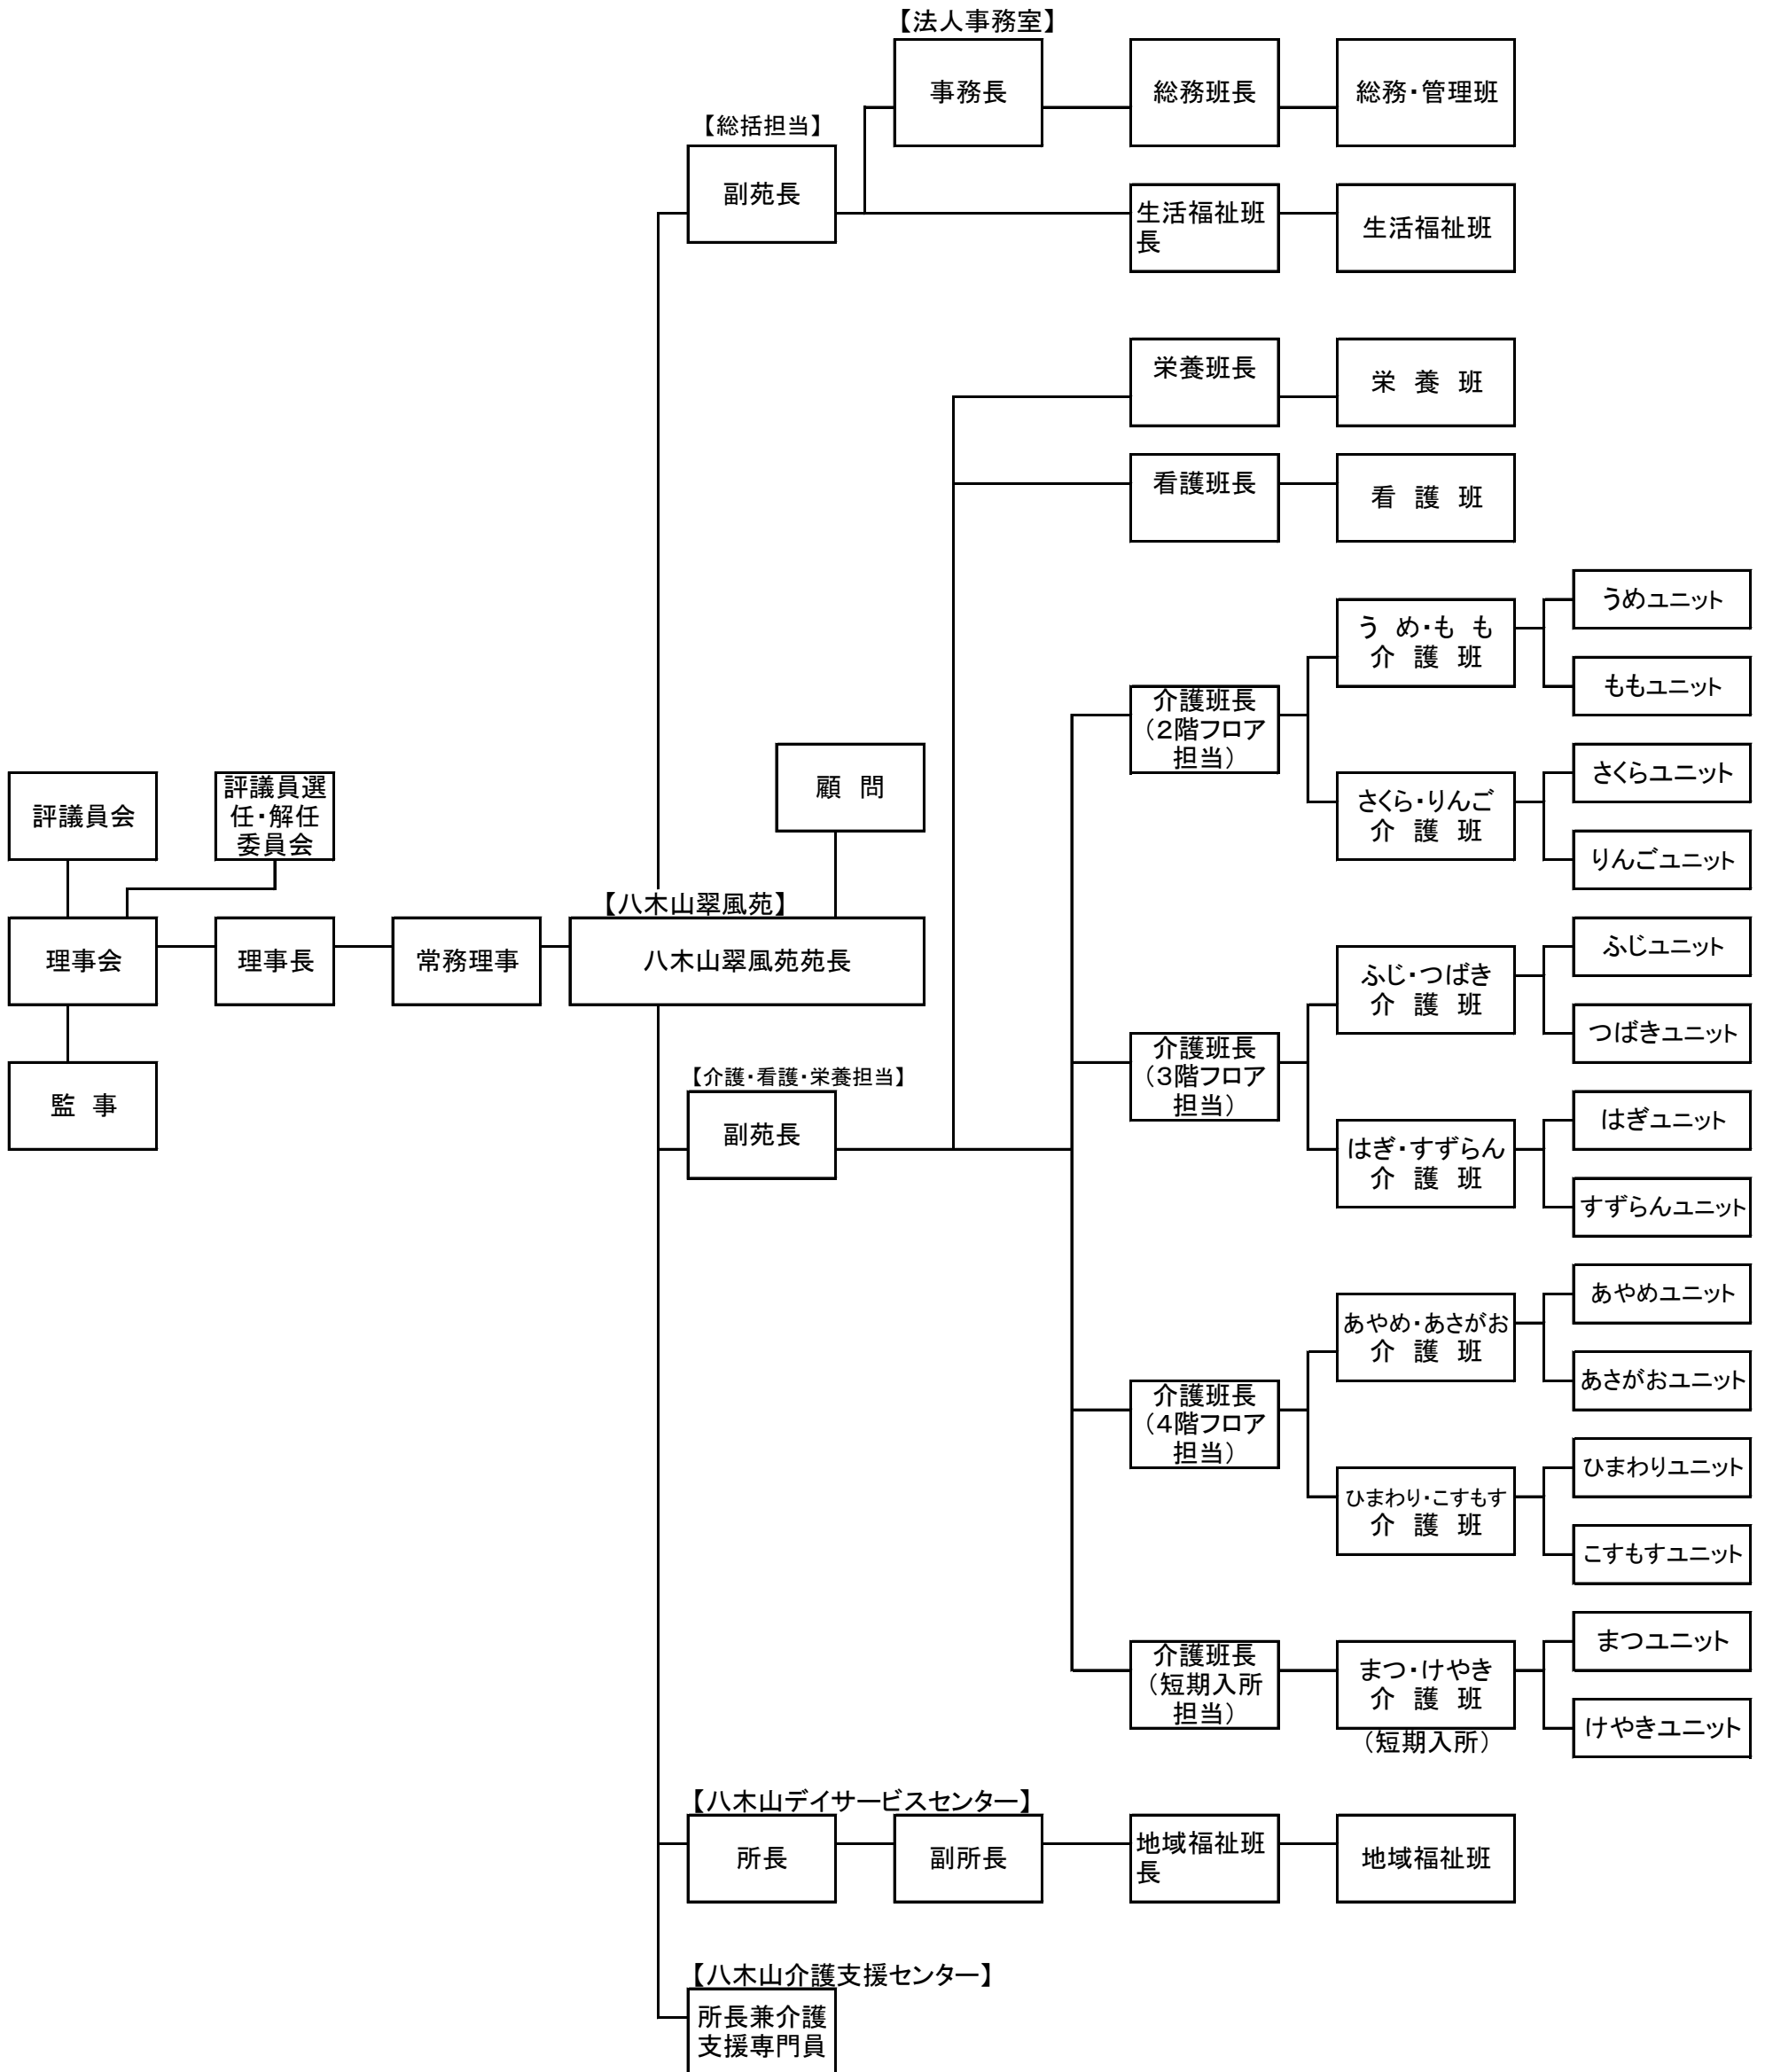 【法人事務室】
事務長
総務班長
総務・管理班
【総括担当】
副苑長
生活福祉班
長
生活福祉班
栄養班長
栄　養　班
看護班長
看　護　班
うめユニット
う　め・も　も
介　護　班
ももユニット
介護班長
（２階フロア
担当）
さくらユニット
さくら・りんご
介　護　班
りんごユニット
顧　問
評議員会
評議員選
任・解任
委員会
【八木山翠風苑】
理事会
理事長
常務理事
八木山翠風苑苑長
監　事
ふじユニット
ふじ・つばき
介　護　班
つばきユニット
介護班長
（３階フロア
担当）
【介護・看護・栄養担当】
副苑長
はぎユニット
はぎ・すずらん
介　護　班
すずらんユニット
あやめユニット
あやめ・あさがお
介　護　班
あさがおユニット
介護班長
（４階フロア
担当）
ひまわりユニット
ひまわり・こすもす
介　護　班
こすもすユニット
まつユニット
介護班長
（短期入所
担当）
まつ・けやき
介　護　班
（短期入所）
けやきユニット
【八木山デイサービスセンター】
所長
副所長
地域福祉班
長
地域福祉班
【八木山介護支援センター】
所長兼介護
支援専門員